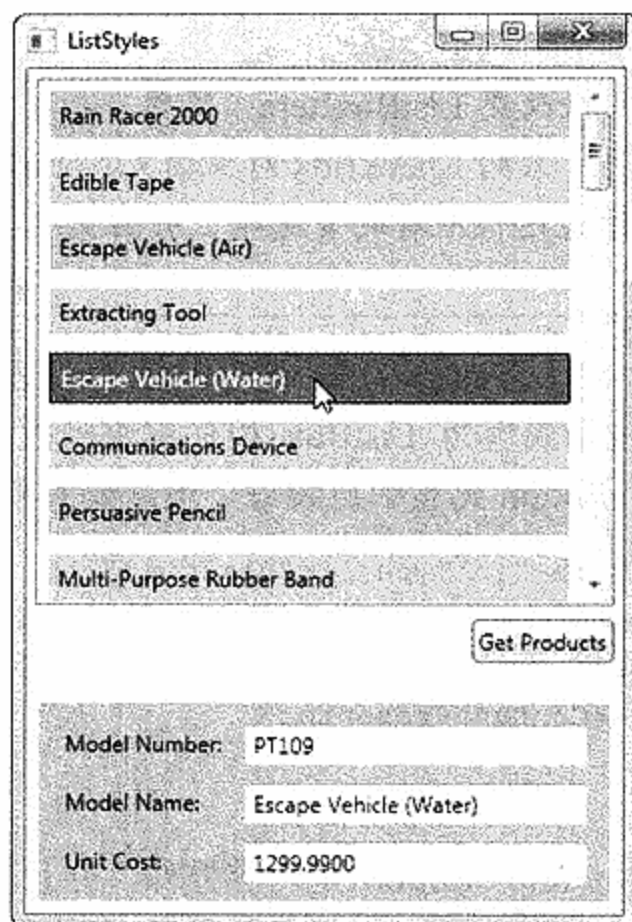 ListStyles
Rain Racer 2000
Edible Tape
Escape Vehicle (Air)
Extracting Tool
Escape Vehicle (Water)
Communications Device
Persuasive Pencil
Multi-Purpose Rubber Band
Get Products
Model Number: PT109
Model Name: Escape Vehicle (Water)
Unit Cost: 1299.9900